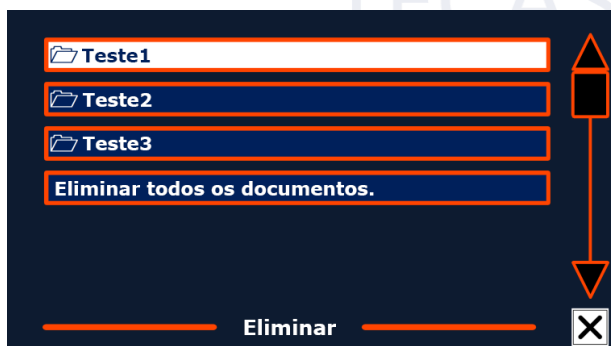 Teste1
Teste2
Teste3
Eliminar todos os documentos.
Eliminar